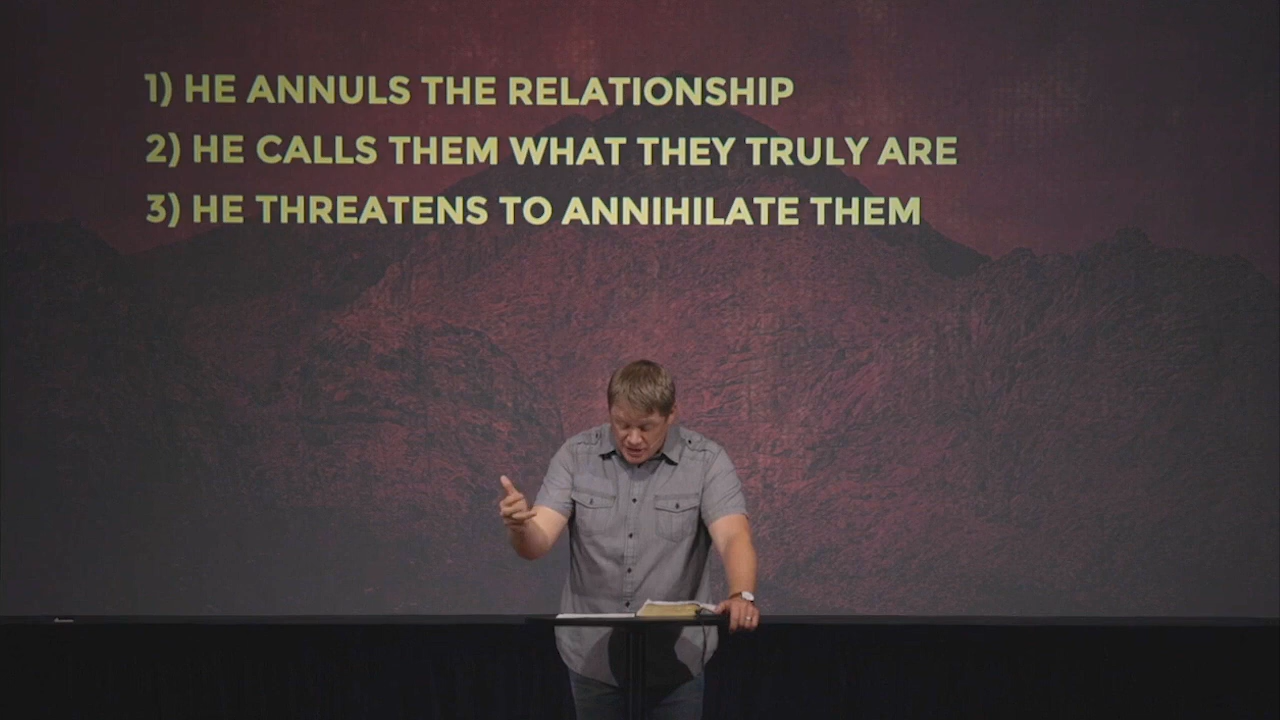 1) HE ANNULS THE RELATIONSHIP
2) HE CALLS THEM WHAT THEY TRULY ARE
3) HE THREATENS TO ANNIHILATE THEM